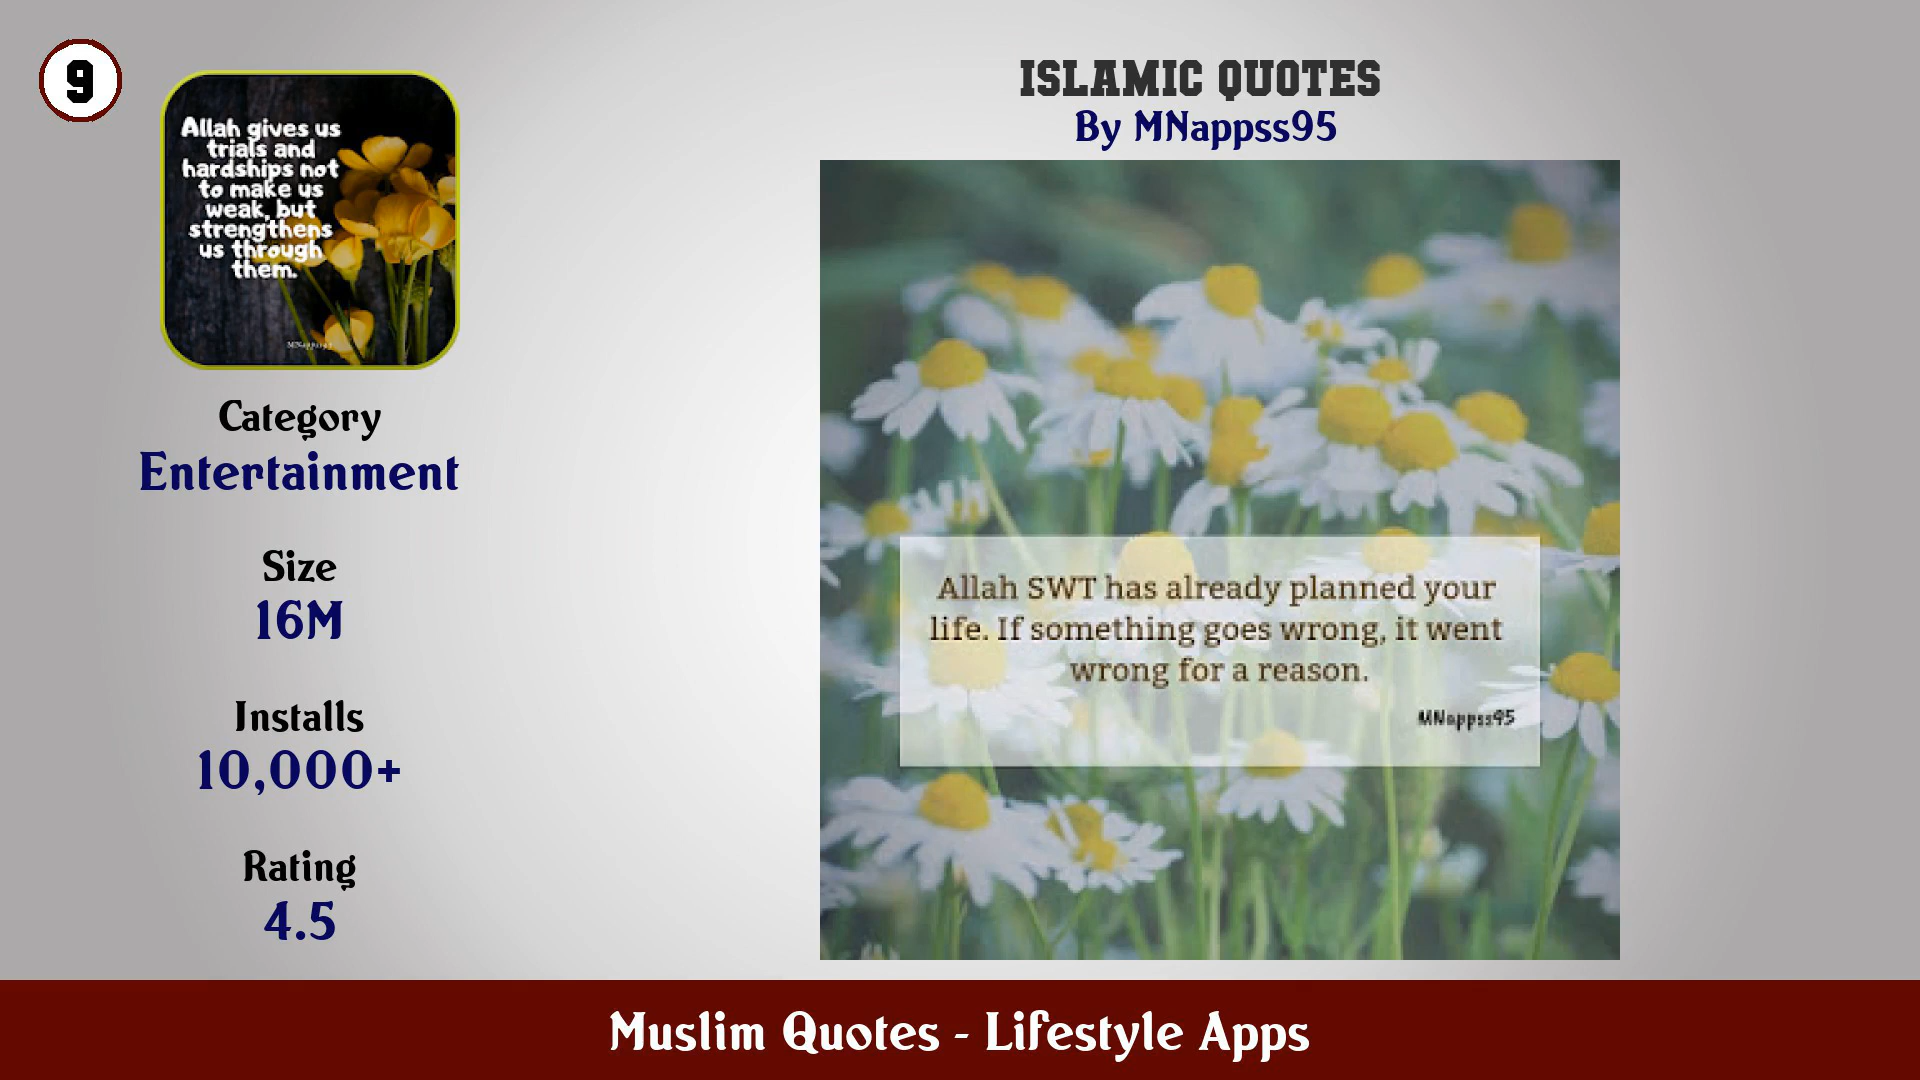 9
Allah gives us
trials and
hardships not
to make us
weak, but
strengthens
us through
them.
Category
Entertainment
Size
16M
Installs
10,000+
Rating
4.5
ISLAMIC QUOTES
By MNappss95
Allah SWT has already planned your
life. If something goes wrong, it went
wrong for a reason.
MNappss95
Muslim Quotes - Lifestyle Apps